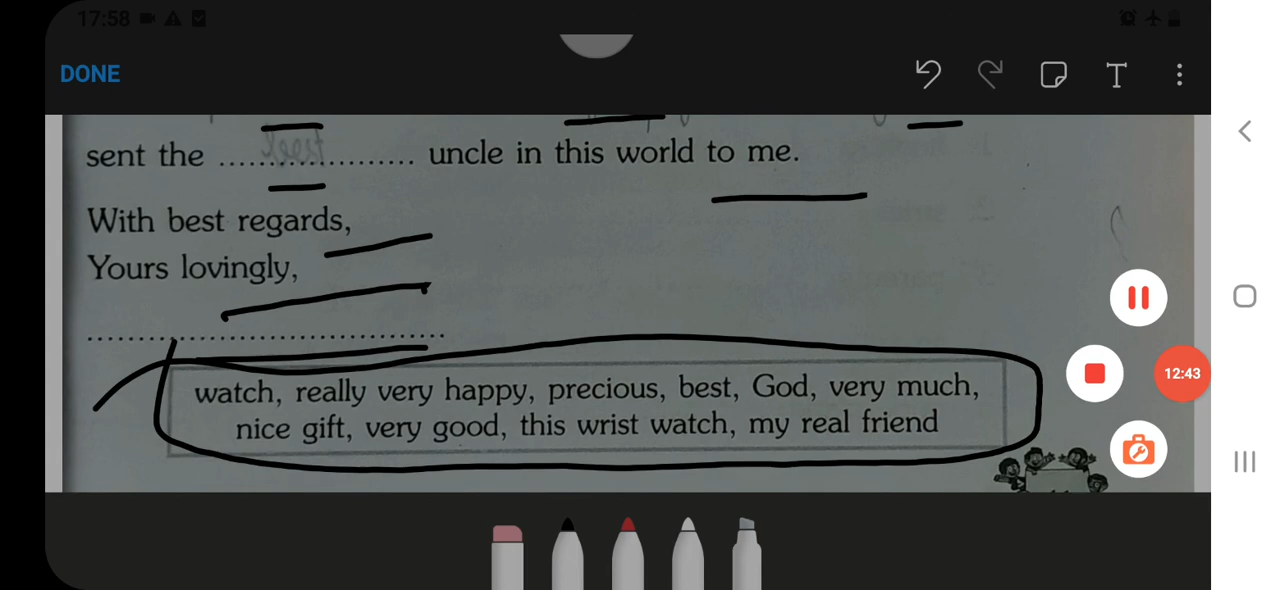 17:58
DONE
T
sent the .................... uncle in this world to me.
With best regards,
Yours lovingly,
12:43
watch, really very happy, precious, best, God, very much,
nice gift, very good, this wrist watch, my real friend